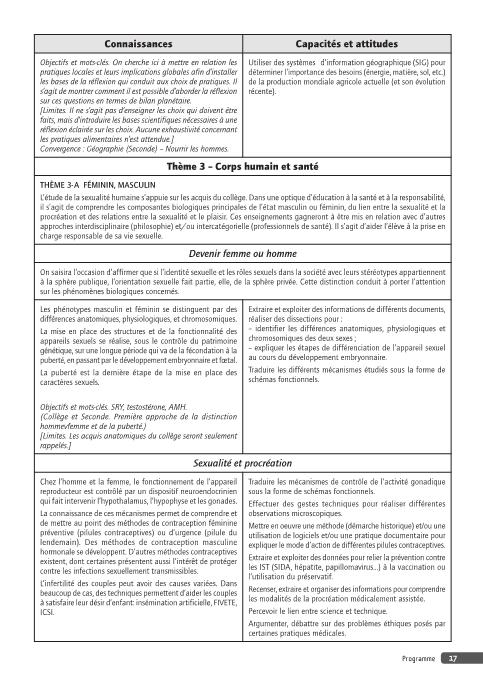 Connaissances
Capacités et attitudes
Objectifs et mots-clés. On cherche ici à mettre en relation les
pratiques locales et leurs implications globales afin d'installer
les bases de la réflexion qui conduit aux choix de pratiques. Il
s'agit de montrer comment il est possible d'aborder la réflexion
sur ces questions en termes de bilan planétaire.
[Limites. Il ne s'agit pas d'enseigner les choix qui doivent être
faits, mais d'introduire les bases scientifiques nécessaires à une
réflexion éclairée sur les choix. Aucune exhaustivité concernant
les pratiques alimentaires n'est attendue.]
Convergence : Géographie (Seconde) – Nourrir les hommes.
Utiliser des systèmes d'information géographique (SIG) pour
déterminer l'importance des besoins (énergie, matière, sol, etc.)
de la production mondiale agricole actuelle (et son évolution
récente).
Thème 3 – Corps humain et santé
THÈME 3-A FÉMININ, MASCULIN
L'étude de la sexualité humaine s'appuie sur les acquis du collège. Dans une optique d'éducation à la santé et à la responsabilité,
il s'agit de comprendre les composantes biologiques principales de l'état masculin ou féminin, du lien entre la sexualité et la
procréation et des relations entre la sexualité et le plaisir. Ces enseignements gagneront à être mis en relation avec d'autres
approches interdisciplinaire (philosophie) et/ou intercatégorielle (professionnels de santé). Il s'agit d'aider l'élève à la prise en
charge responsable de sa vie sexuelle.
Devenir femme ou homme
On saisira l'occasion d'affirmer que si l'identité sexuelle et les rôles sexuels dans la société avec leurs stéréotypes appartiennent
à la sphère publique, l'orientation sexuelle fait partie, elle, de la sphère privée. Cette distinction conduit à porter l'attention
sur les phénomènes biologiques concernés.
Les phénotypes masculin et féminin se distinguent par des
différences anatomiques, physiologiques, et chromosomiques.
La mise en place des structures et de la fonctionnalité des
appareils sexuels se réalise, sous le contrôle du patrimoine
génétique, sur une longue période qui va de la fécondation à la
puberté, en passant par le développement embryonnaire et fœtal.
La puberté est la dernière étape de la mise en place des
caractères sexuels.
Objectifs et mots-clés. SRY, testostérone, AMH.
(Collège et Seconde. Première approche de la distinction
homme/femme et de la puberté.)
[Limites. Les acquis anatomiques du collège seront seulement
rappelés.]
Extraire et exploiter des informations de différents documents,
réaliser des dissections pour :
– identifier les différences anatomiques, physiologiques et
chromosomiques des deux sexes ;
– expliquer les étapes de différenciation de l'appareil sexuel
au cours du développement embryonnaire.
Traduire les différents mécanismes étudiés sous la forme de
schémas fonctionnels.
Sexualité et procréation
Chez l'homme et la femme, le fonctionnement de l'appareil
reproducteur est contrôlé par un dispositif neuroendocrinien
qui fait intervenir l'hypothalamus, l'hypophyse et les gonades.
La connaissance de ces mécanismes permet de comprendre et
de mettre au point des méthodes de contraception féminine
préventive (pilules contraceptives) ou d'urgence (pilule du
lendemain). Des méthodes de contraception masculine
hormonale se développent. D'autres méthodes contraceptives
existent, dont certaines présentent aussi l'intérêt de protéger
contre les infections sexuellement transmissibles.
L'infertilité des couples peut avoir des causes variées. Dans
beaucoup de cas, des techniques permettent d'aider les couples
à satisfaire leur désir d'enfant: insémination artificielle, FIVETE,
ICSI.
Traduire les mécanismes de contrôle de l'activité gonadique
sous la forme de schémas fonctionnels.
Effectuer des gestes techniques pour réaliser différentes
observations microscopiques.
Mettre en oeuvre une méthode (démarche historique) et/ou une
utilisation de logiciels et/ou une pratique documentaire pour
expliquer le mode d'action de différentes pilules contraceptives.
Extraire et exploiter des données pour relier la prévention contre
les IST (SIDA, hépatite, papillomavirus...) à la vaccination ou
l'utilisation du préservatif.
Recenser, extraire et organiser des informations pour comprendre
les modalités de la procréation médicalement assistée.
Percevoir le lien entre science et technique.
Argumenter, débattre sur des problèmes éthiques posés par
certaines pratiques médicales.
Programme 17